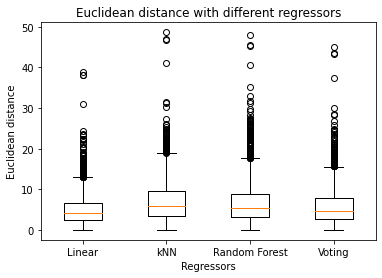 Euclidean distance with different regressors
Euclidean distance
50
40
30
20
10
0
Linear kNN Random Forest Voting
Regressors